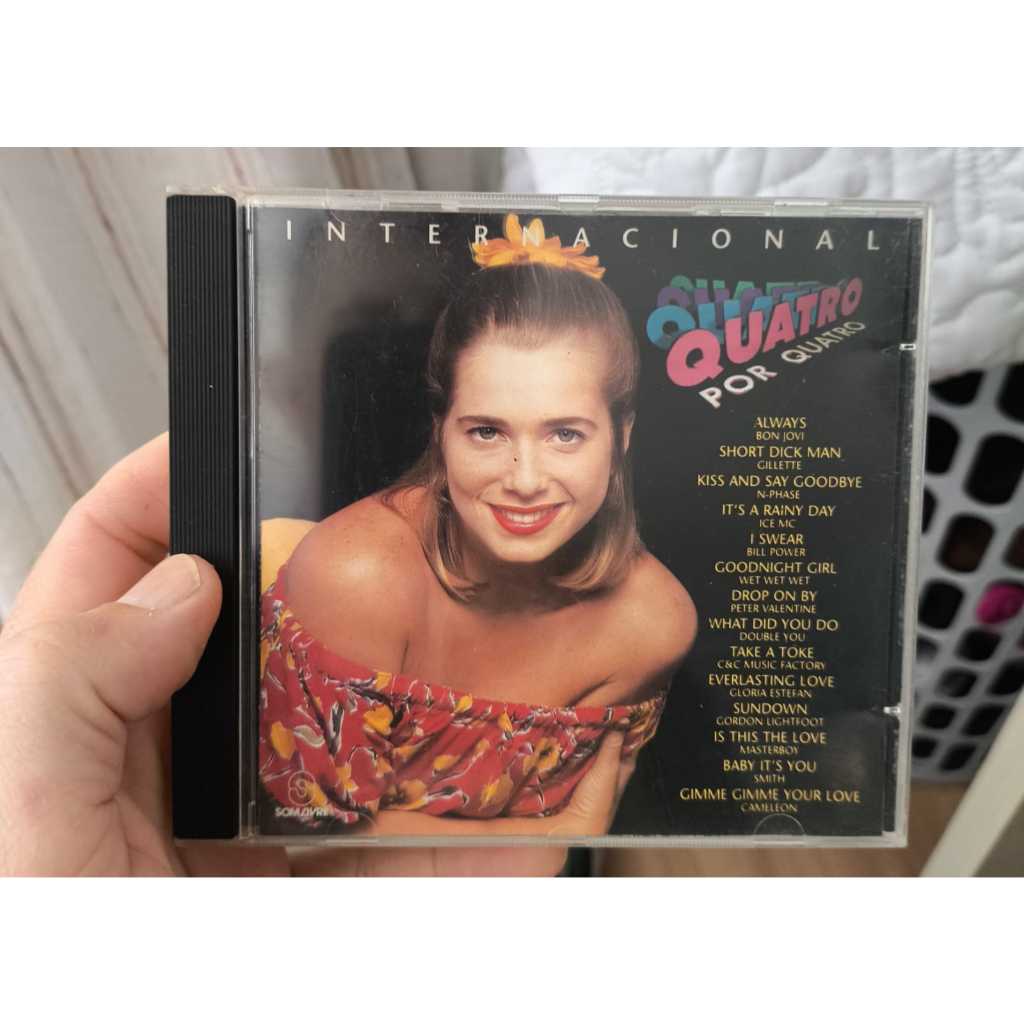 INTERNACIONAL
QUATRO
POR QUATRO
ALWAYS
BON JOVI
SHORT DICK MAN
GILLETTE
KISS AND SAY GOODBYE
N-PHASE
IT'S A RAINY DAY
ICE MC
I SWEAR
BILL POWER
GOODNIGHT GIRL
WET WET WET
DROP ON BY
PETER VALENTINE
WHAT DID YOU DO
DOUBLE YOU
TAKE A TOKE
C&C MUSIC FACTORY
EVERLASTING LOVE
GLORIA ESTEFAN
SUNDOWN
GORDON LIGHTFOOT
IS THIS THE LOVE
MASTERBOY
BABY IT'S YOU
SMITH
GIMME GIMME YOUR LOVE
CAMELEON
SOM LIVRE